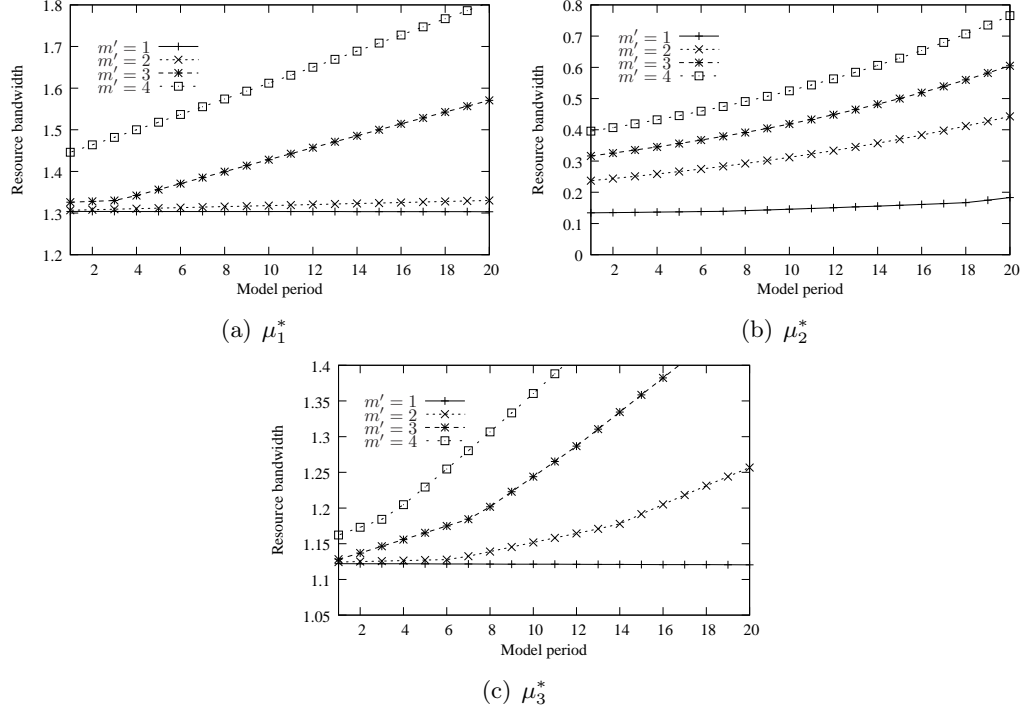 1.8
1.7
1.6
1.5
1.4
1.3
1.2
2 4 6 8 10 12 14 16 18 20
Resource bandwidth
Model period
m′ = 1
m′ = 2
m′ = 3
m′ = 4
(a) μ₁*
0.8
0.7
0.6
0.5
0.4
0.3
0.2
0.1
0
2 4 6 8 10 12 14 16 18 20
Resource bandwidth
Model period
m′ = 1
m′ = 2
m′ = 3
m′ = 4
(b) μ₂*
1.4
1.35
1.3
1.25
1.2
1.15
1.1
1.05
2 4 6 8 10 12 14 16 18 20
Resource bandwidth
Model period
m′ = 1
m′ = 2
m′ = 3
m′ = 4
(c) μ₃*